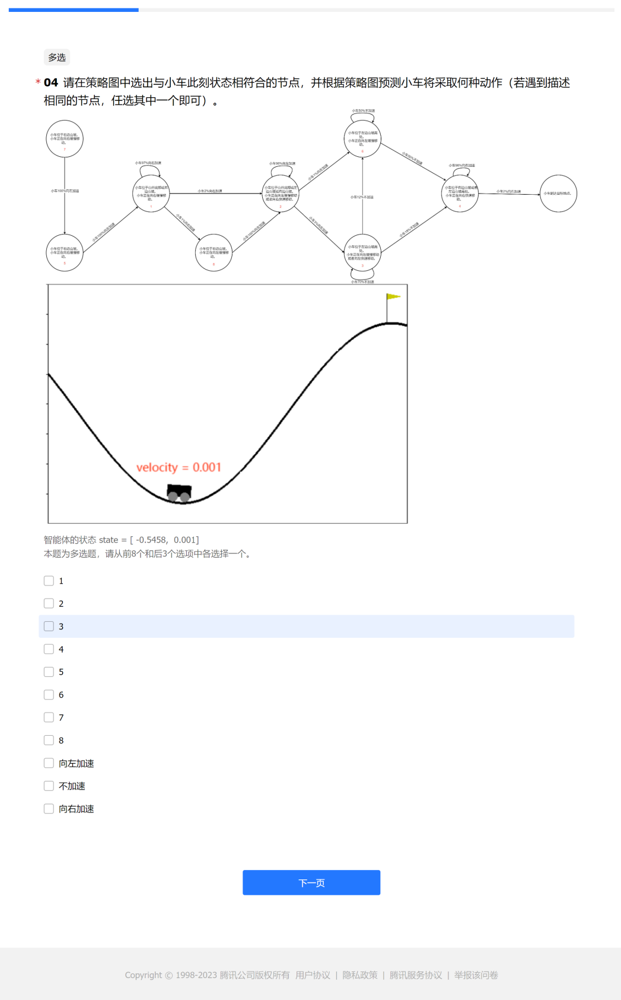 多选
* 04 请在策略图中选出与小车此刻状态相符合的节点，并根据策略图预测小车将采取何种动作（若遇到描述
相同的节点，任选其中一个即可）。
小车50%不加速
小车位于右边山坡。
小车正在向右缓慢移
动。
7
小车位于左边山坡高
处。
小车正在向左缓慢移
动。
小车50%不加速
小车97%向右加速
小车96%向左加速
小车1%向左加速
小车98%向右加速
小车位于山谷底部或右
边山坡。
小车正在向右缓慢移
动。
1
小车100%向左加速
小车2%向右加速
小车位于山谷底部或左
边山坡或右边山坡。
小车正在向左缓慢移动
或者向右快速移动。
2
小车12%不加速
小车位于右边山坡或者
左边山坡高处。
小车正在向右快速移
动。
4
小车2%向右加速
小车到达目标地点。
小车100%向左加速
小车1%向右加速
小车100%向左加速
小车3%向左加速
小车18%不加速
小车位于右边山坡。
小车正在向右缓慢移
动。
5
小车位于右边山坡。
小车正在向左缓慢移
动。
小车位于左边山坡高
处。
小车正在向左缓慢移动
或者向左快速移动。
3
小车70%不加速
velocity = 0.001
智能体的状态 state = [ -0.5458,  0.001]
本题为多选题，请从前8个和后3个选项中各选择一个。
1
2
3
4
5
6
7
8
向左加速
不加速
向右加速
下一页
Copyright © 1998-2023 腾讯公司版权所有 用户协议 | 隐私政策 | 腾讯服务协议 | 举报该问卷